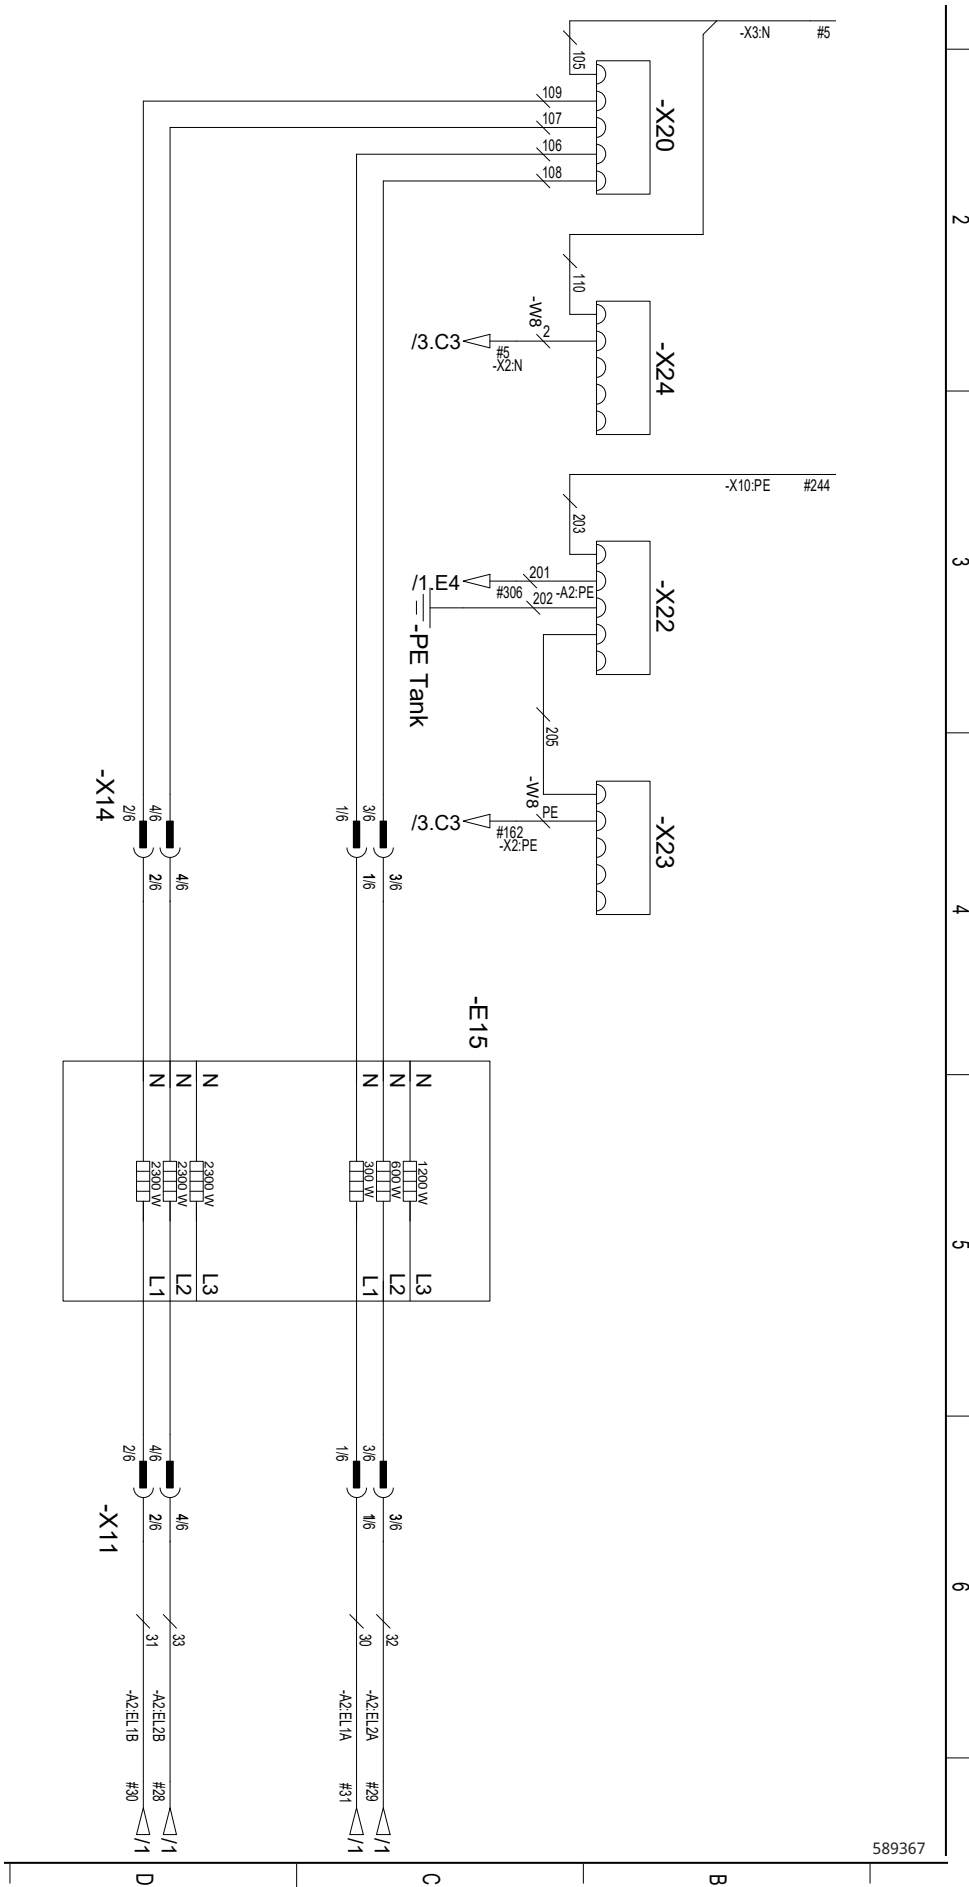 -X3:N #5
105
-X20
109
107
106
108
2
110
-X24
-W8
2
/3.C3
#5
-X2:N
-X10:PE #244
203
-X22
3
201
/1.E4
#306
-A2:PE
202
-PE Tank
205
-X23
-W8
PE
/3.C3
#162
-X2:PE
-X14
2/6
4/6
1/6
3/6
2/6
4/6
1/6
3/6
4
-E15
N
N
N
N
N
N
2300 W
2300 W
2300 W
300 W
600 W
1200 W
5
L1
L2
L3
L1
L2
L3
2/6
4/6
1/6
3/6
-X11
2/6
4/6
1/6
3/6
6
31
33
30
32
-A2:EL1B
-A2:EL2B
-A2:EL1A
-A2:EL2A
#30
#28
#31
#29
/1
/1
/1
/1
589367
D
C
B